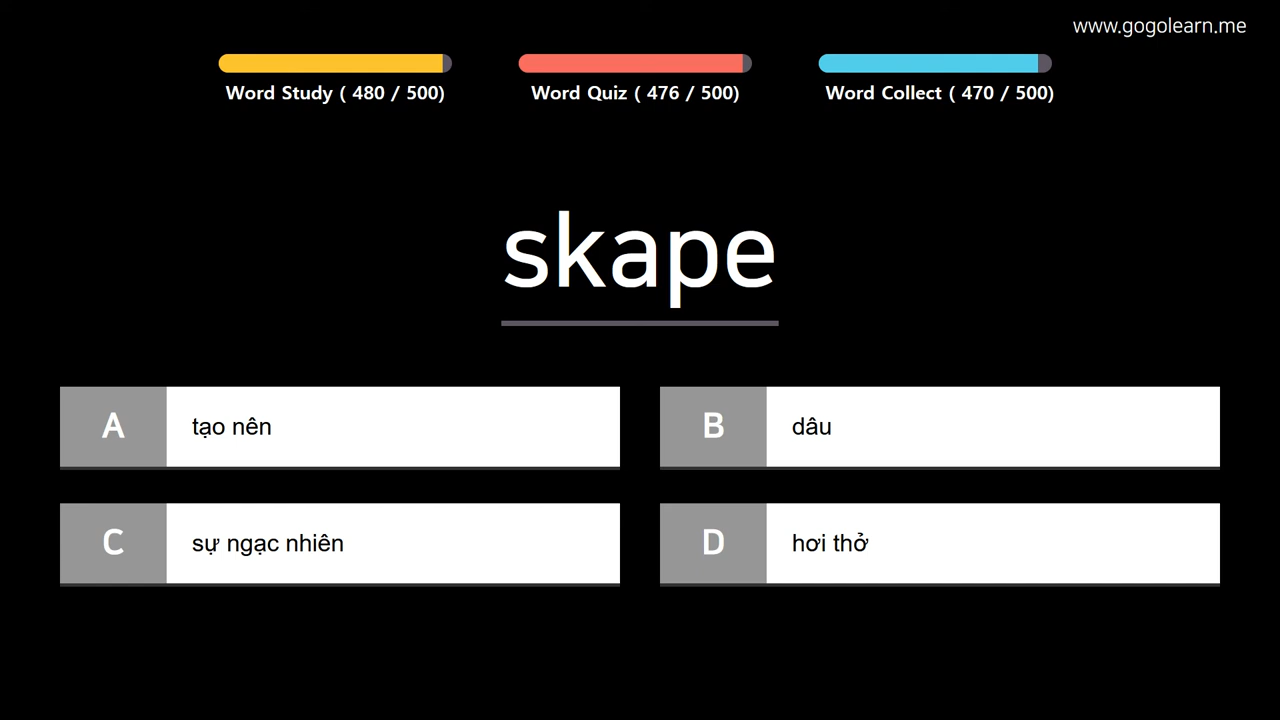 www.gogolearn.me
Word Study ( 480 / 500)
Word Quiz ( 476 / 500)
Word Collect ( 470 / 500)
skape
A
tạo nên
B
dâu
C
sự ngạc nhiên
D
hơi thở